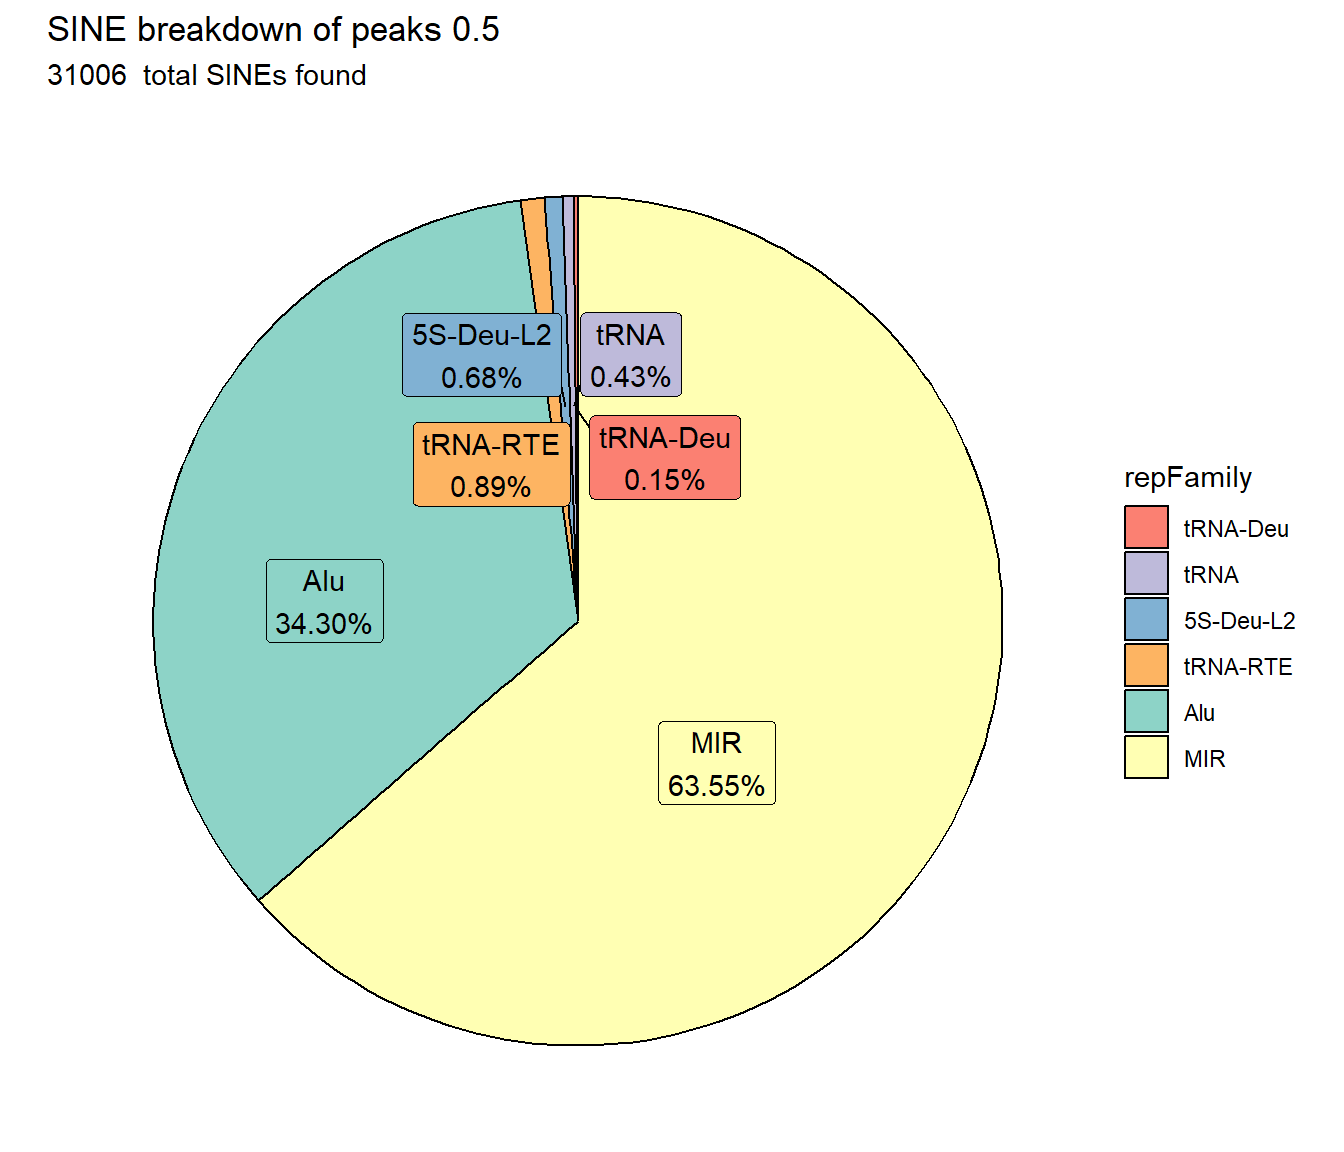 SINE breakdown of peaks 0.5
31006  total SINEs found
5S-Deu-L2
0.68%
tRNA
0.43%
tRNA-RTE
0.89%
tRNA-Deu
0.15%
Alu
34.30%
MIR
63.55%
repFamily
tRNA-Deu
tRNA
5S-Deu-L2
tRNA-RTE
Alu
MIR